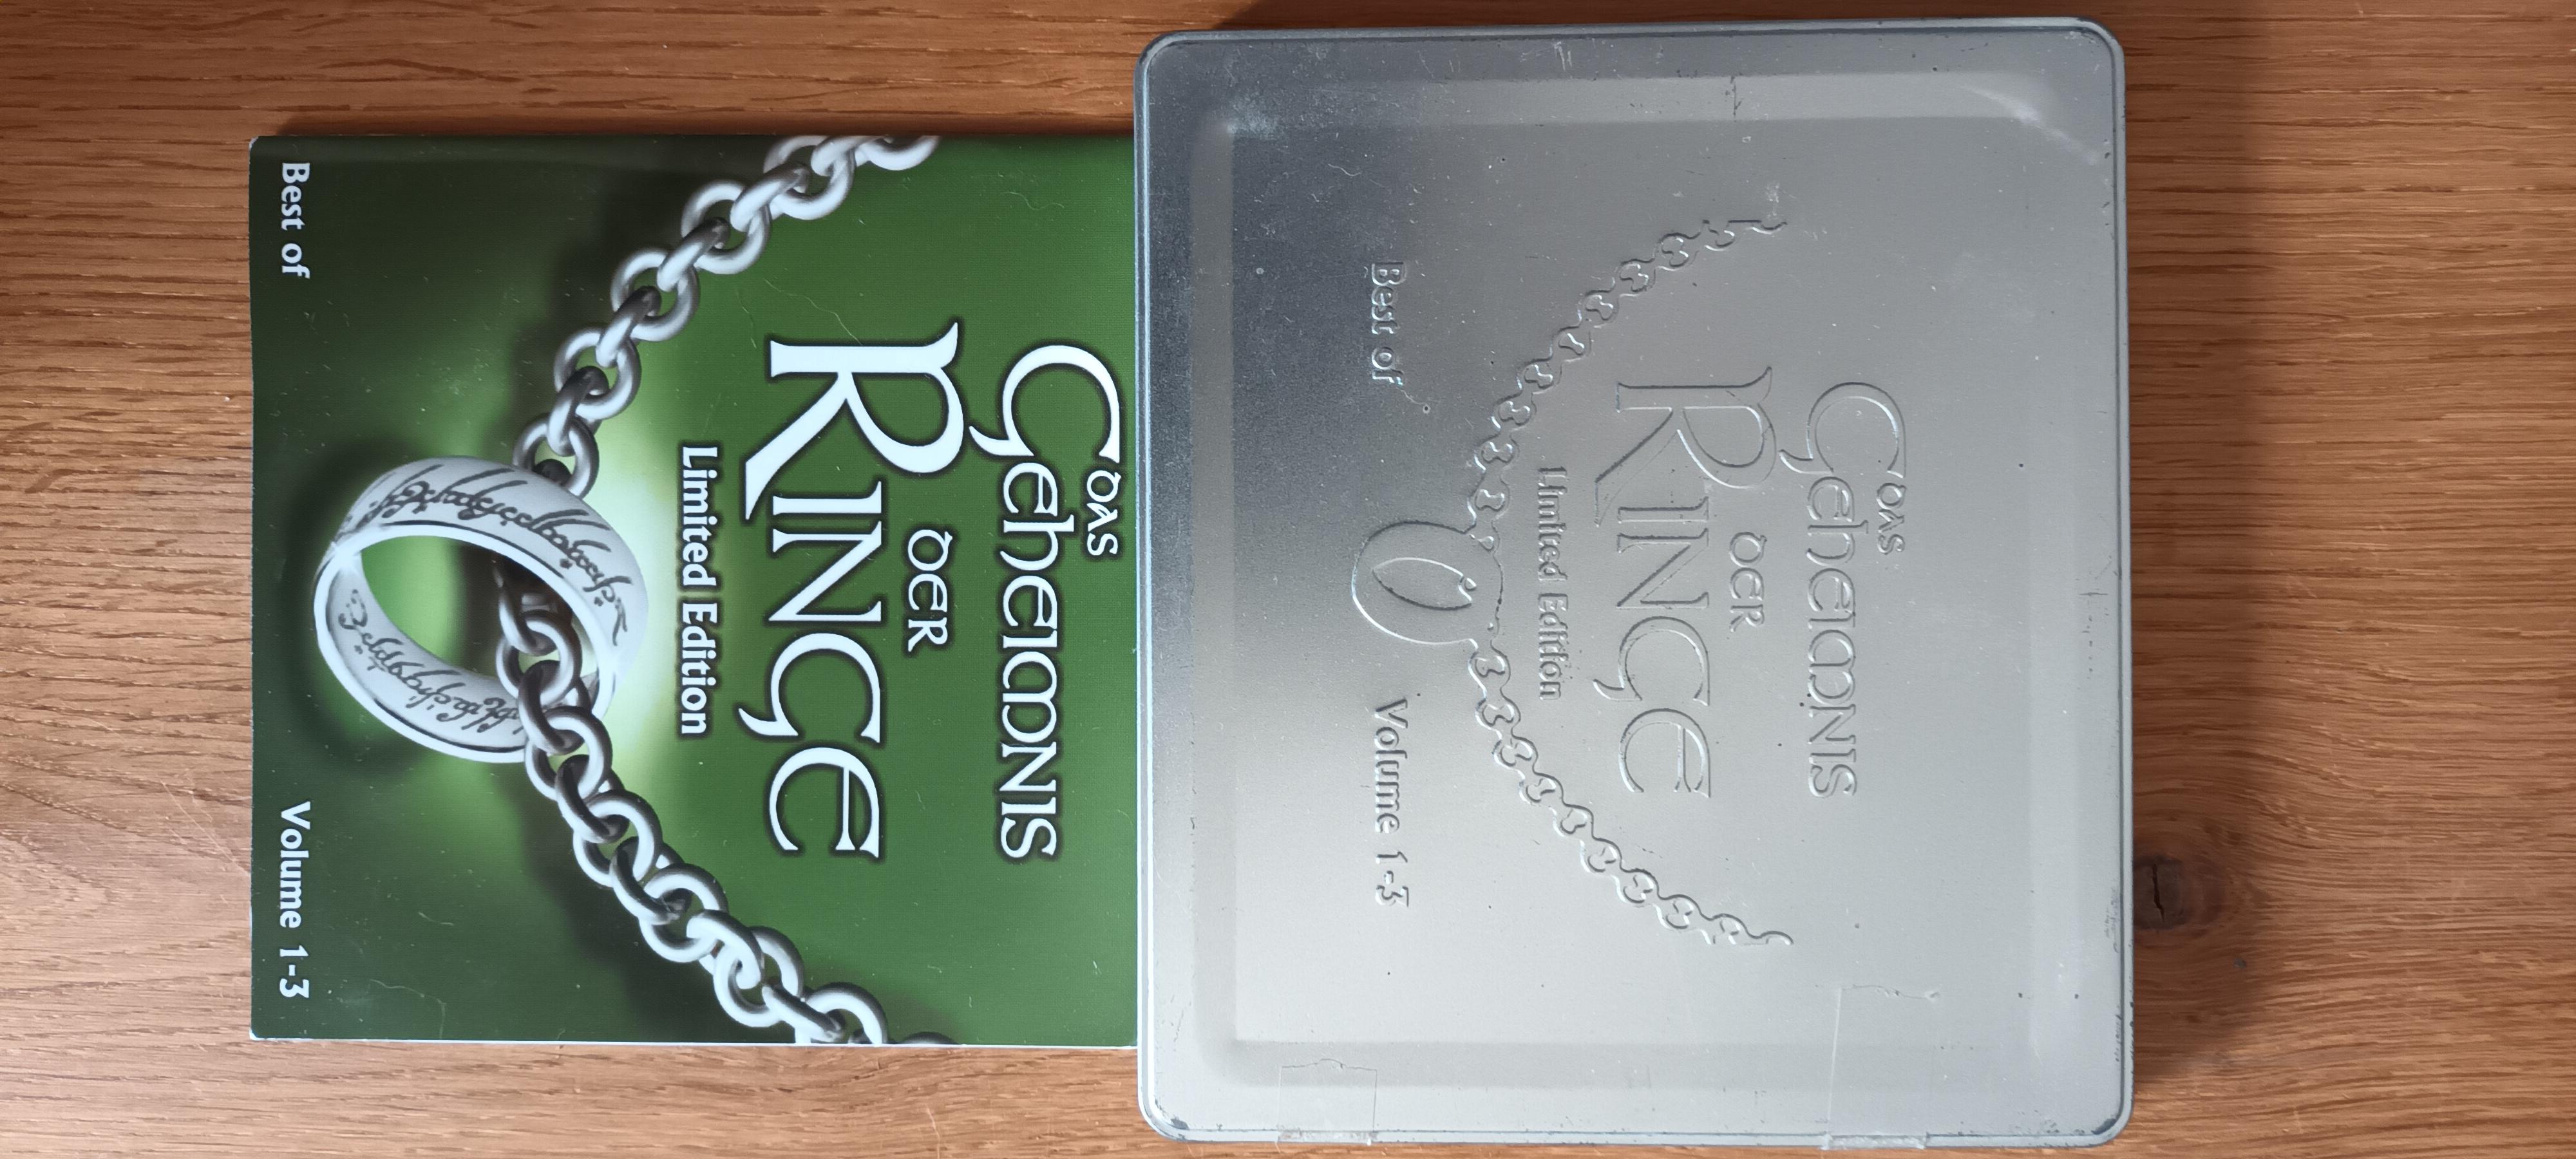 Das
Geheimnis
der
Ringe
Limited Edition
Best of
Volume 1-3
Das
Geheimnis
der
Ringe
Limited Edition
Best of
Volume 1-3